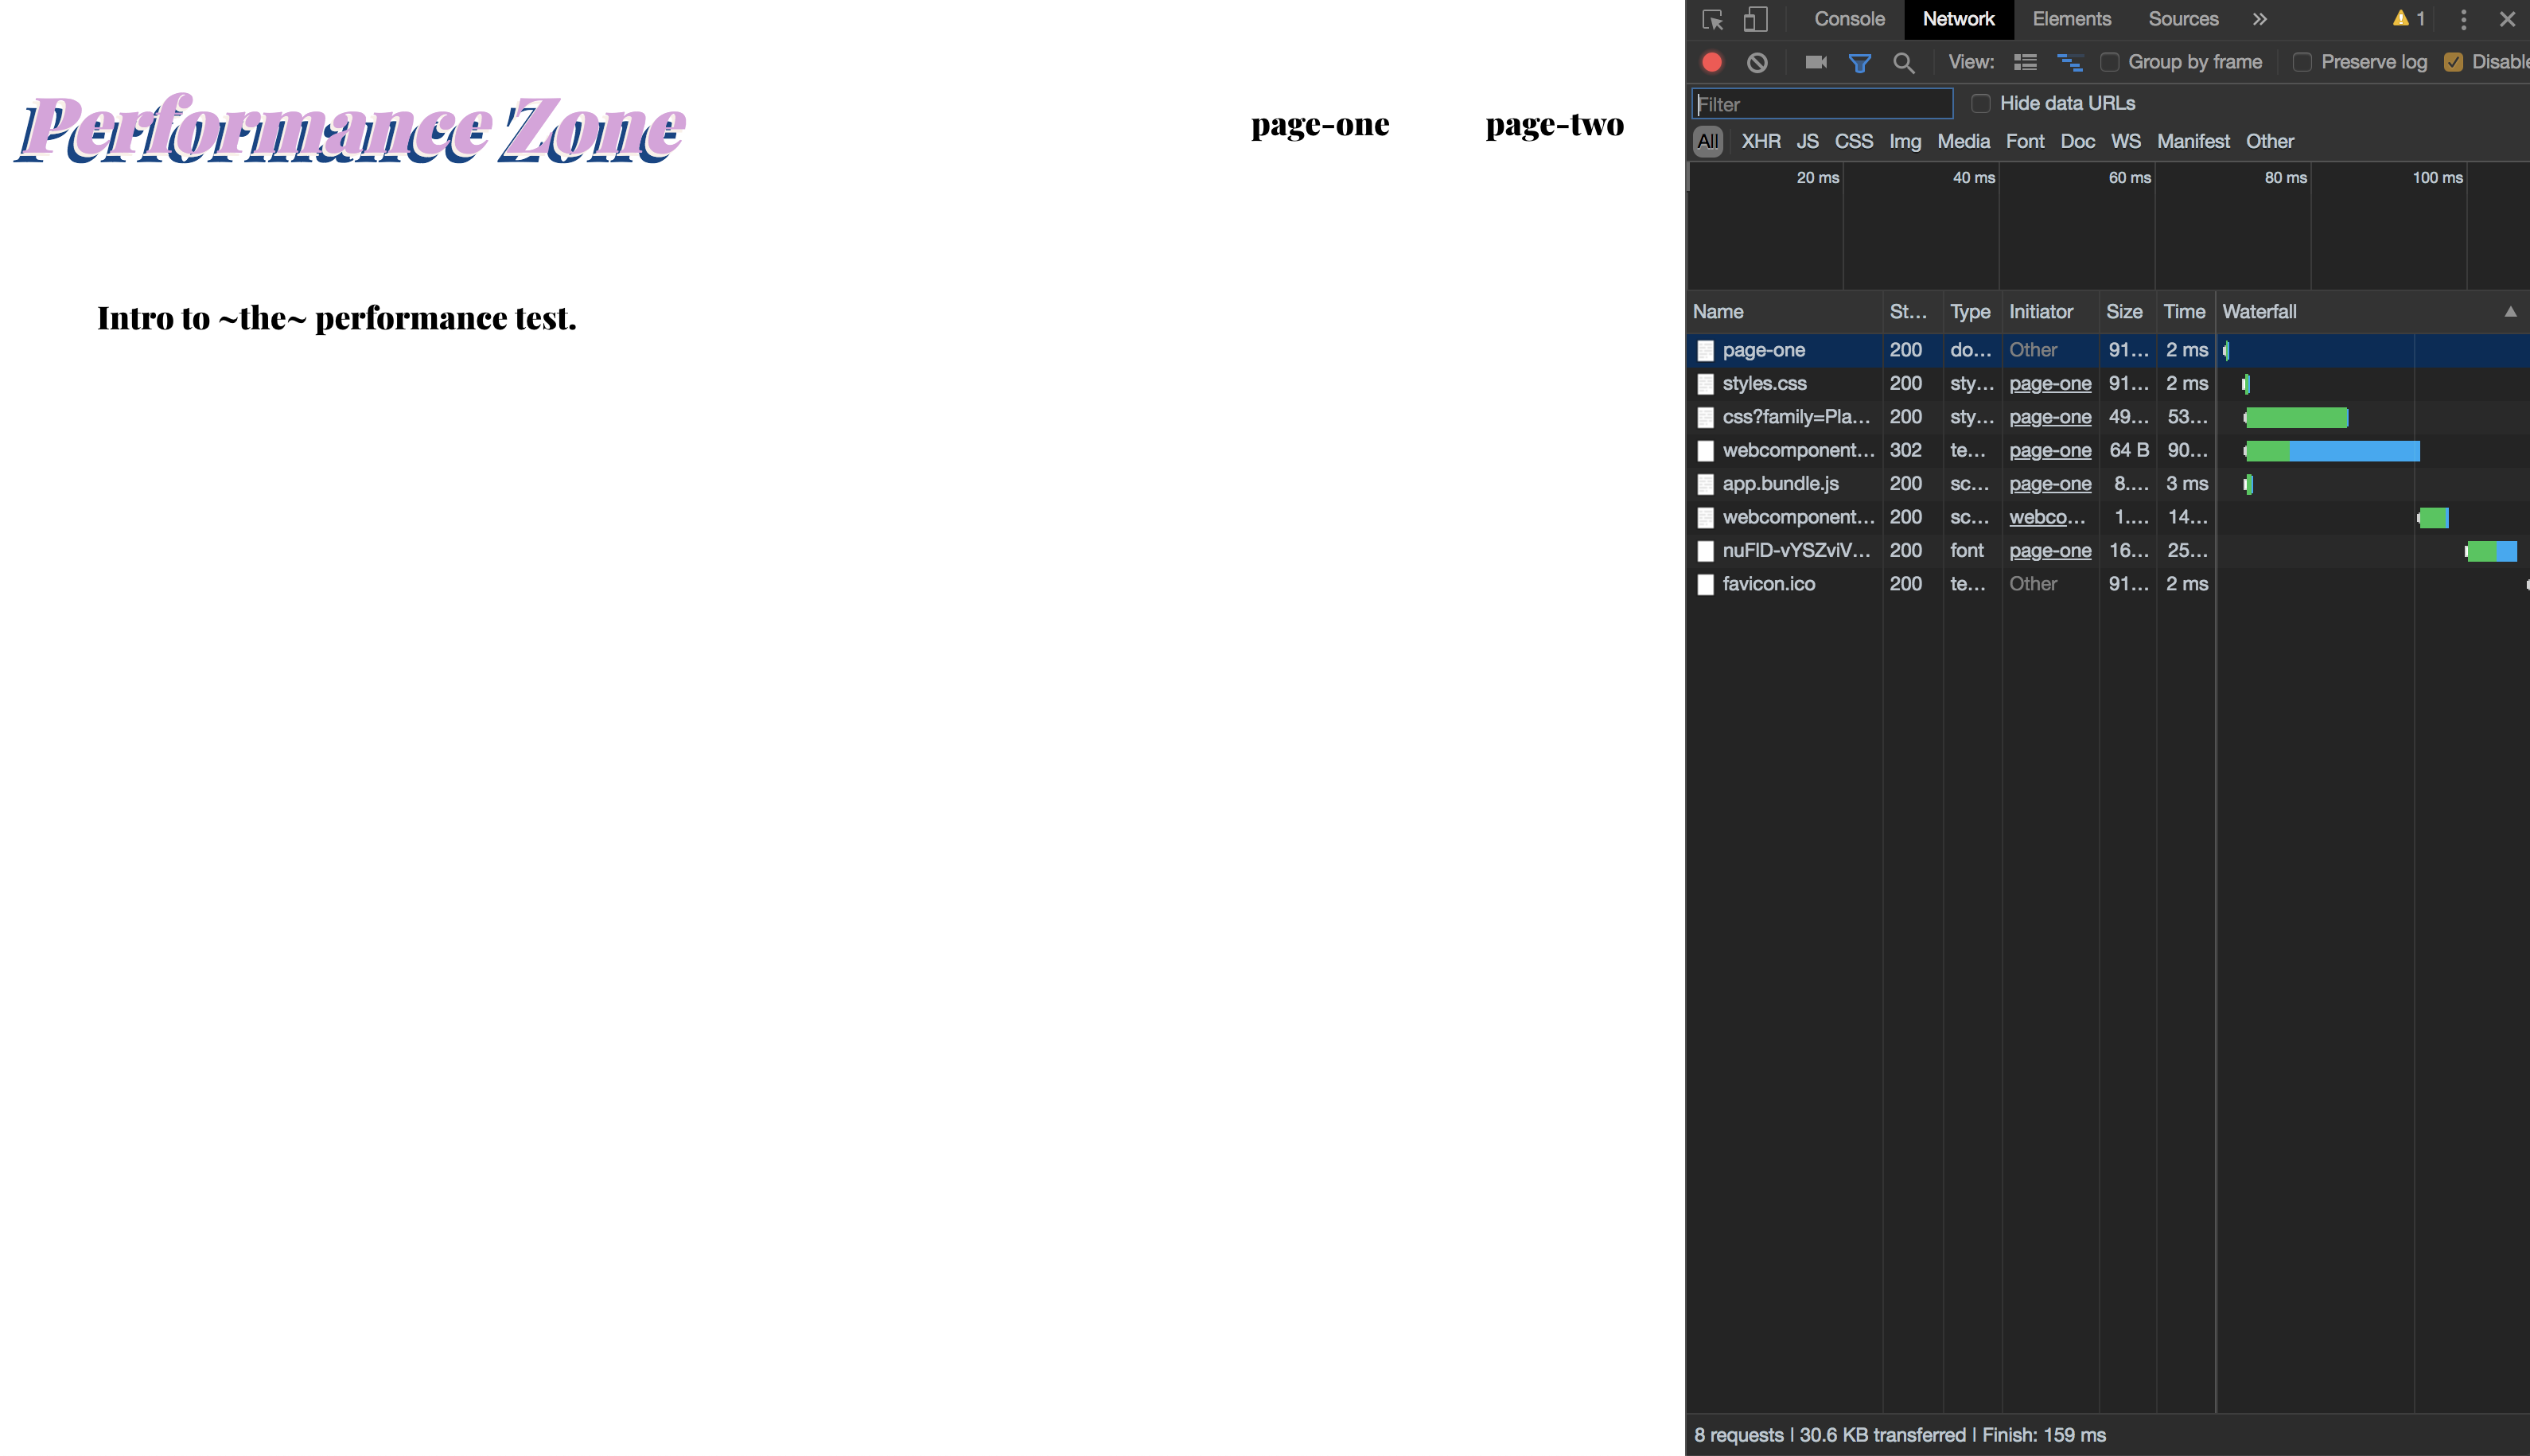 Performance Zone
page-one page-two
Intro to ~the~ performance test.
Console Network Elements Sources » 1
View: Group by frame Preserve log Disable
Filter Hide data URLs
All XHR JS CSS Img Media Font Doc WS Manifest Other
20 ms 40 ms 60 ms 80 ms 100 ms
Name St... Type Initiator Size Time Waterfall
page-one 200 do... Other 91... 2 ms
styles.css 200 sty... page-one 91... 2 ms
css?family=Pla... 200 sty... page-one 49... 53...
webcomponent... 302 te... page-one 64 B 90...
app.bundle.js 200 sc... page-one 8.... 3 ms
webcomponent... 200 sc... webco... 1.... 14...
nuFlD-vYSZviV... 200 font page-one 16... 25...
favicon.ico 200 te... Other 91... 2 ms
8 requests | 30.6 KB transferred | Finish: 159 ms